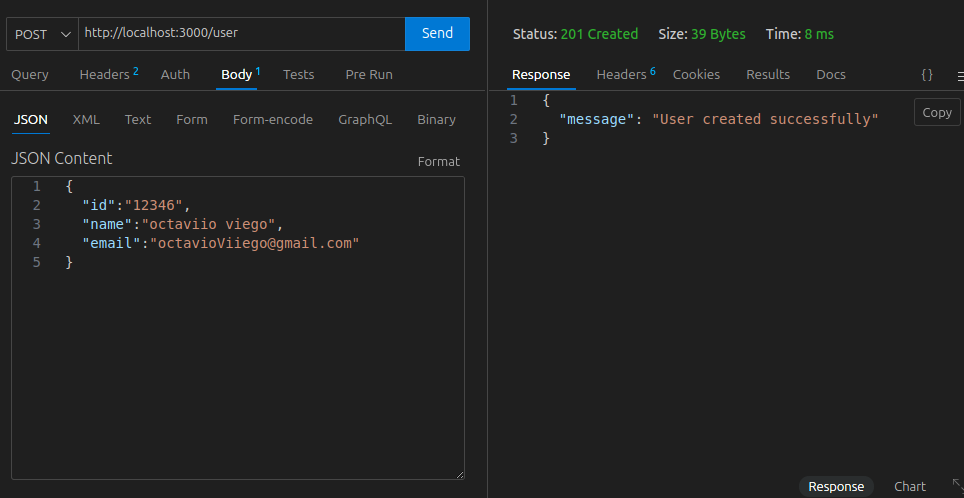 POST http://localhost:3000/user Send
Query Headers 2 Auth Body 1 Tests Pre Run
JSON XML Text Form Form-encode GraphQL Binary
JSON Content Format
1 {
2 "id":"12346",
3 "name":"octaviio viego",
4 "email":"octavioViiego@gmail.com"
5 }
Status: 201 Created Size: 39 Bytes Time: 8 ms
Response Headers 6 Cookies Results Docs { }
1 {
2 "message": "User created successfully"
3 }
Copy
Response Chart